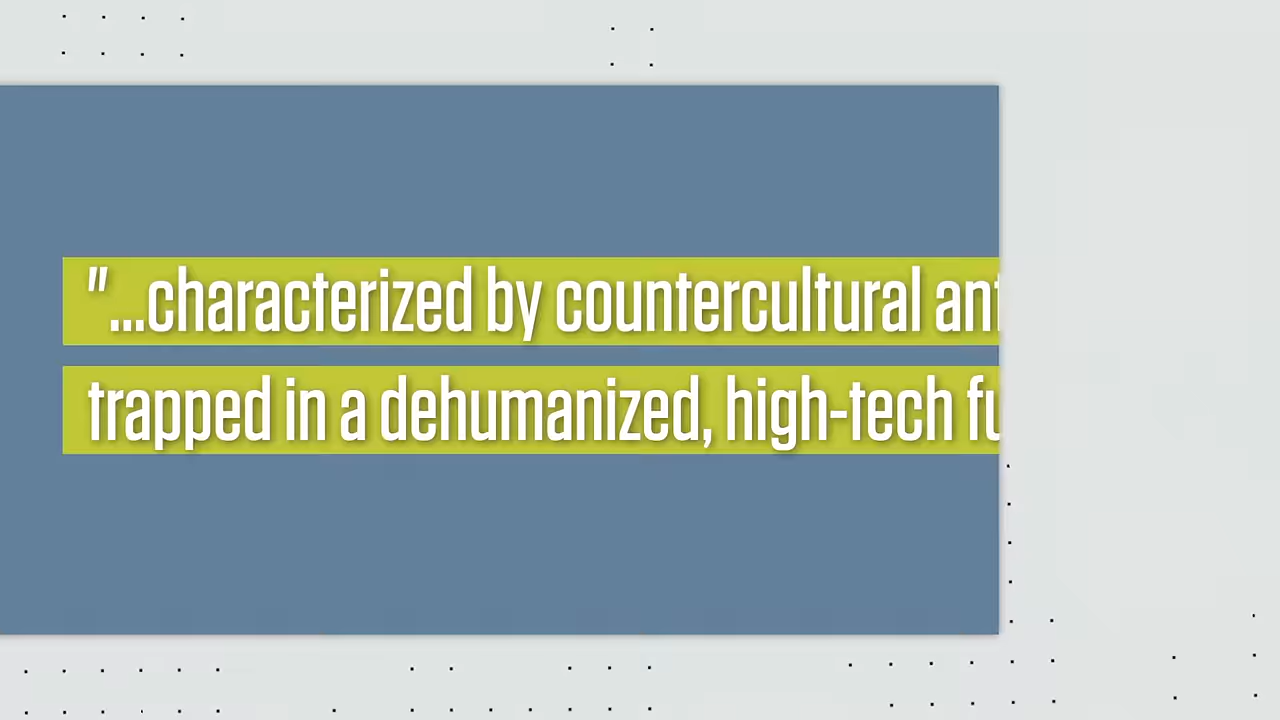 "...characterized by countercultural ant
trapped in a dehumanized, high-tech fu